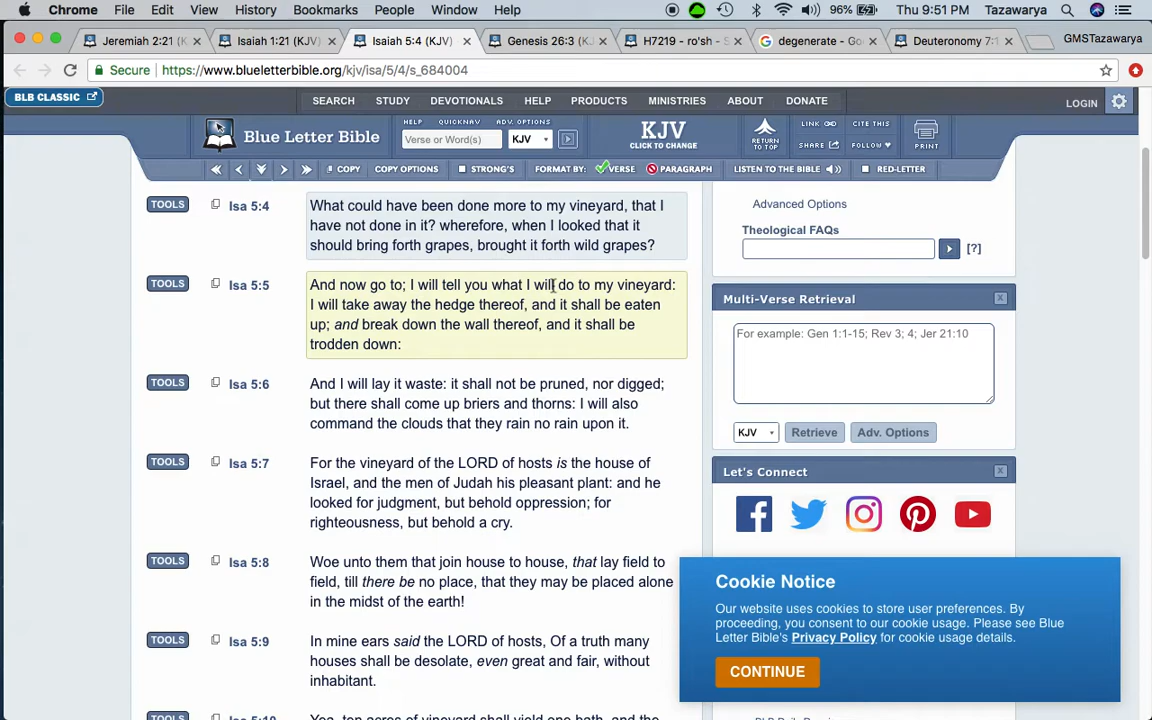 Chrome File Edit View History Bookmarks People Window Help 96% Thu 9:51 PM Tazawarya
Jeremiah 2:21 (K × Isaiah 1:21 (KJV) × Isaiah 5:4 (KJV) × Genesis 26:3 (KJ × H7219 - ro'sh - S × degenerate - Go × Deuteronomy 7:1 × GMSTazawarya
Secure https://www.blueletterbible.org/kjv/isa/5/4/s_684004
BLB CLASSIC SEARCH STUDY DEVOTIONALS HELP PRODUCTS MINISTRIES ABOUT DONATE LOGIN
Blue Letter Bible
HELP QUICKNAV ADV. OPTIONS
Verse or Word(s) KJV
KJV
CLICK TO CHANGE
RETURN
TO TOP
LINK CITE THIS
SHARE FOLLOW
PRINT
COPY COPY OPTIONS STRONG'S FORMAT BY: VERSE PARAGRAPH LISTEN TO THE BIBLE RED-LETTER
TOOLS Isa 5:4 What could have been done more to my vineyard, that I
have not done in it? wherefore, when I looked that it
should bring forth grapes, brought it forth wild grapes?
TOOLS Isa 5:5 And now go to; I will tell you what I will do to my vineyard:
I will take away the hedge thereof, and it shall be eaten
up; and break down the wall thereof, and it shall be
trodden down:
TOOLS Isa 5:6 And I will lay it waste: it shall not be pruned, nor digged;
but there shall come up briers and thorns: I will also
command the clouds that they rain no rain upon it.
TOOLS Isa 5:7 For the vineyard of the LORD of hosts is the house of
Israel, and the men of Judah his pleasant plant: and he
looked for judgment, but behold oppression; for
righteousness, but behold a cry.
TOOLS Isa 5:8 Woe unto them that join house to house, that lay field to
field, till there be no place, that they may be placed alone
in the midst of the earth!
TOOLS Isa 5:9 In mine ears said the LORD of hosts, Of a truth many
houses shall be desolate, even great and fair, without
inhabitant.
TOOLS Isa 5:10 Yea, ten acres of vineyard shall yield one bath, and the
Advanced Options
Theological FAQs
[?]
Multi-Verse Retrieval
For example: Gen 1:1-15; Rev 3; 4; Jer 21:10
KJV Retrieve Adv. Options
Let's Connect
Cookie Notice
Our website uses cookies to store user preferences. By
proceeding, you consent to our cookie usage. Please see Blue
Letter Bible's Privacy Policy for cookie usage details.
CONTINUE